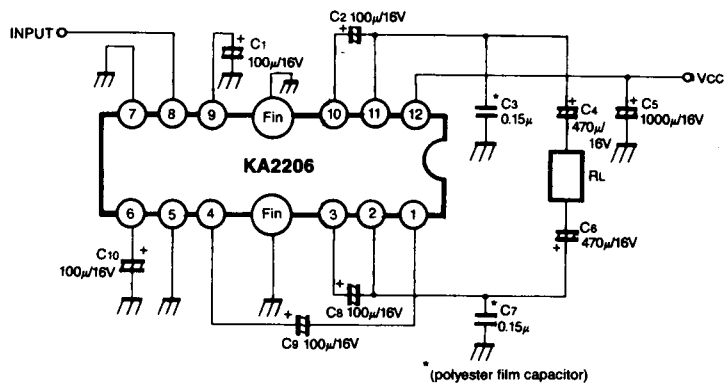 INPUT
C1
100μ/16V
C2 100μ/16V
VCC
* C3
0.15μ
C4
470μ/
16V
C5
1000μ/16V
7
8
9
Fin
10
11
12
KA2206
RL
6
5
4
Fin
3
2
1
C10
100μ/16V
C6
470μ/16V
C8 100μ/16V
C9 100μ/16V
* C7
0.15μ
* (polyester film capacitor)